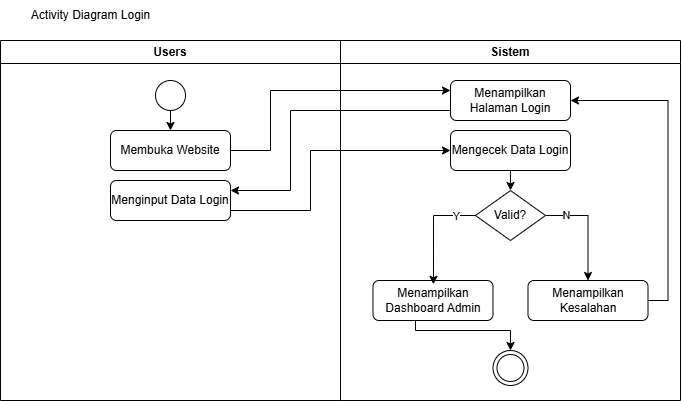 Activity Diagram Login
Users
Sistem
Menampilkan
Halaman Login
Membuka Website
Mengecek Data Login
Menginput Data Login
Valid?
Y
N
Menampilkan
Dashboard Admin
Menampilkan
Kesalahan